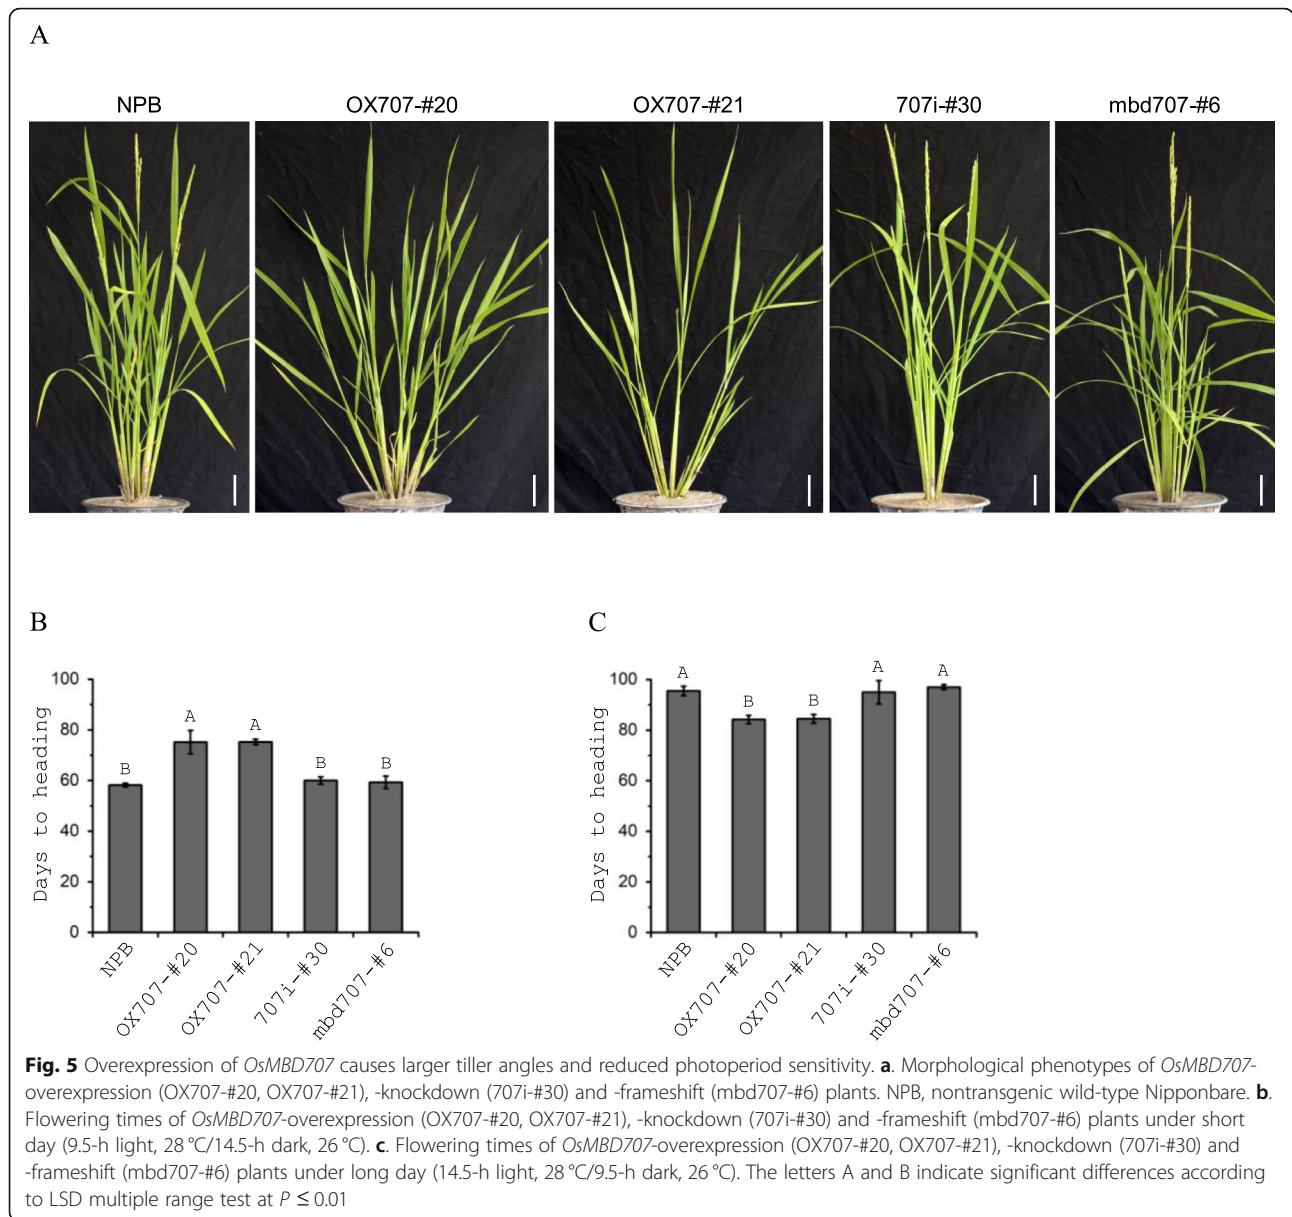 A
NPB
OX707-#20
OX707-#21
707i-#30
mbd707-#6
B
Days to heading
100
80
60
40
20
0
B
A
A
B
B
NPB
OX707-#20
OX707-#21
707i-#30
mbd707-#6
C
Days to heading
100
80
60
40
20
0
A
B
B
A
A
NPB
OX707-#20
OX707-#21
707i-#30
mbd707-#6
Fig. 5 Overexpression of OsMBD707 causes larger tiller angles and reduced photoperiod sensitivity. a. Morphological phenotypes of OsMBD707-
overexpression (OX707-#20, OX707-#21), -knockdown (707i-#30) and -frameshift (mbd707-#6) plants. NPB, nontransgenic wild-type Nipponbare. b.
Flowering times of OsMBD707-overexpression (OX707-#20, OX707-#21), -knockdown (707i-#30) and -frameshift (mbd707-#6) plants under short
day (9.5-h light, 28 °C/14.5-h dark, 26 °C). c. Flowering times of OsMBD707-overexpression (OX707-#20, OX707-#21), -knockdown (707i-#30) and
-frameshift (mbd707-#6) plants under long day (14.5-h light, 28 °C/9.5-h dark, 26 °C). The letters A and B indicate significant differences according
to LSD multiple range test at P ≤ 0.01